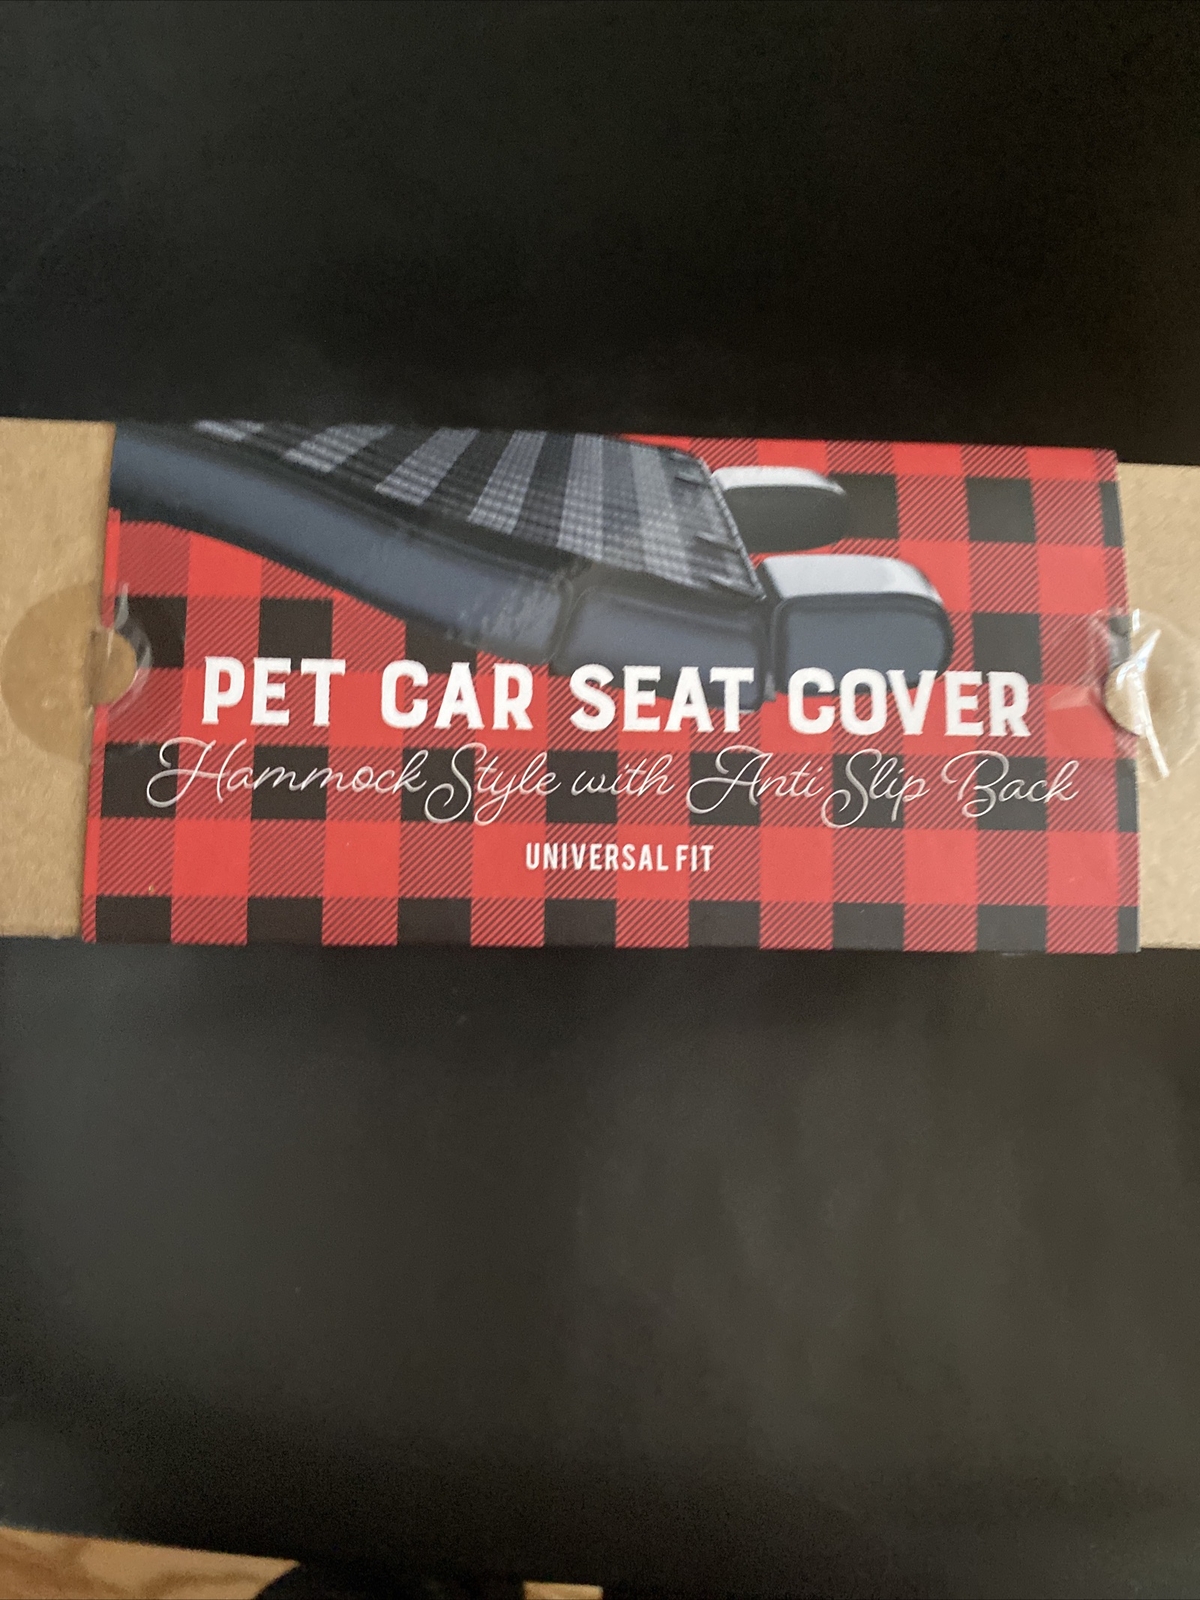 PET CAR SEAT COVER
Hammock Style with Anti Slip Back
UNIVERSAL FIT